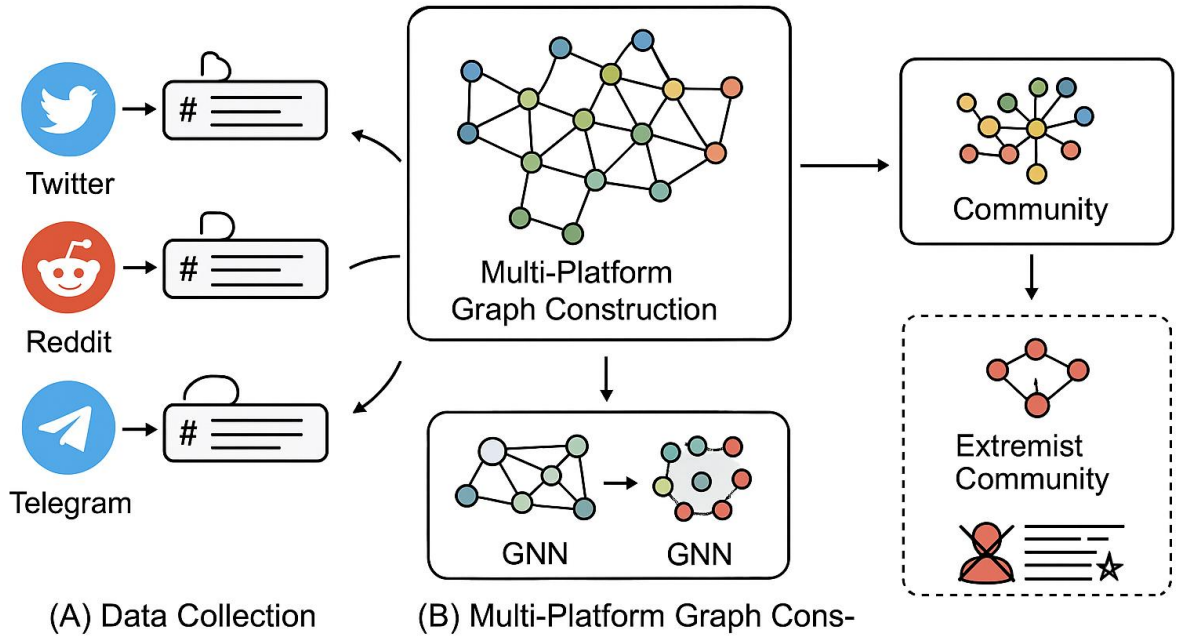 #
Twitter
#
Reddit
#
Telegram
(A) Data Collection
Multi-Platform
Graph Construction
GNN
GNN
(B) Multi-Platform Graph Cons-
Community
Extremist
Community